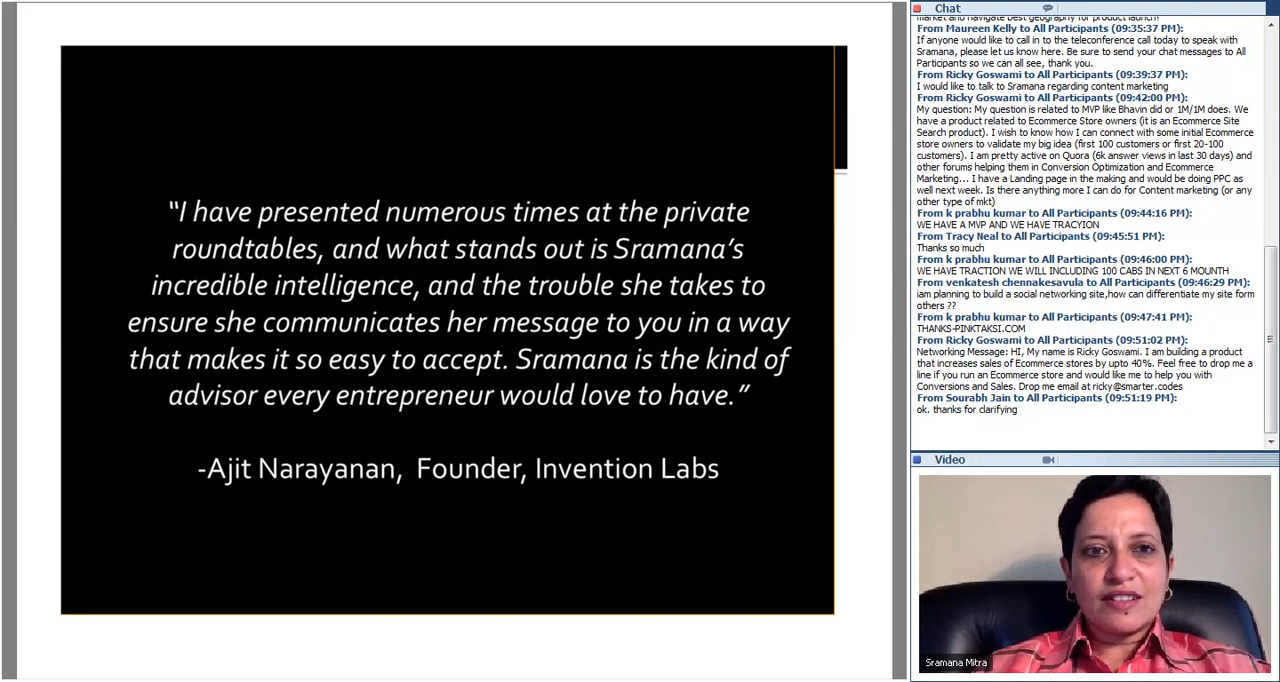 “I have presented numerous times at the private
roundtables, and what stands out is Sramana’s
incredible intelligence, and the trouble she takes to
ensure she communicates her message to you in a way
that makes it so easy to accept. Sramana is the kind of
advisor every entrepreneur would love to have.”
-Ajit Narayanan, Founder, Invention Labs
Chat
market and navigate best geography for product launch?
From Maureen Kelly to All Participants (09:35:37 PM):
If anyone would like to call in to the teleconference call today to speak with
Sramana, please let us know here. Be sure to send your chat messages to All
Participants so we can all see, thank you.
From Ricky Goswami to All Participants (09:39:37 PM):
I would like to talk to Sramana regarding content marketing
From Ricky Goswami to All Participants (09:42:00 PM):
My question: My question is related to MVP like Bhavin did or 1M/1M does. We
have a product related to Ecommerce Store owners (it is an Ecommerce Site
Search product). I wish to know how I can connect with some initial Ecommerce
store owners to validate my big idea (first 100 customers or first 20-100
customers). I am pretty active on Quora (6k answer views in last 30 days) and
other forums helping them in Conversion Optimization and Ecommerce
Marketing... I have a Landing page in the making and would be doing PPC as
well next week. Is there anything more I can do for Content marketing (or any
other type of mkt)
From k prabhu kumar to All Participants (09:44:16 PM):
WE HAVE A MVP AND WE HAVE TRACYION
From Tracy Neal to All Participants (09:45:51 PM):
Thanks so much
From k prabhu kumar to All Participants (09:46:00 PM):
WE HAVE TRACTION WE WILL INCLUDING 100 CABS IN NEXT 6 MOUNTH
From venkatesh chennakesavula to All Participants (09:46:29 PM):
iam planning to build a social networking site,how can differentiate my site form
others ??
From k prabhu kumar to All Participants (09:47:41 PM):
THANKS-PINKTAKSI.COM
From Ricky Goswami to All Participants (09:51:02 PM):
Networking Message: HI, My name is Ricky Goswami. I am building a product
that increases sales of Ecommerce stores by upto 40%. Feel free to drop me a
line if you run an Ecommerce store and would like me to help you with
Conversions and Sales. Drop me email at ricky@smarter.codes
From Sourabh Jain to All Participants (09:51:19 PM):
ok. thanks for clarifying
Video
Sramana Mitra